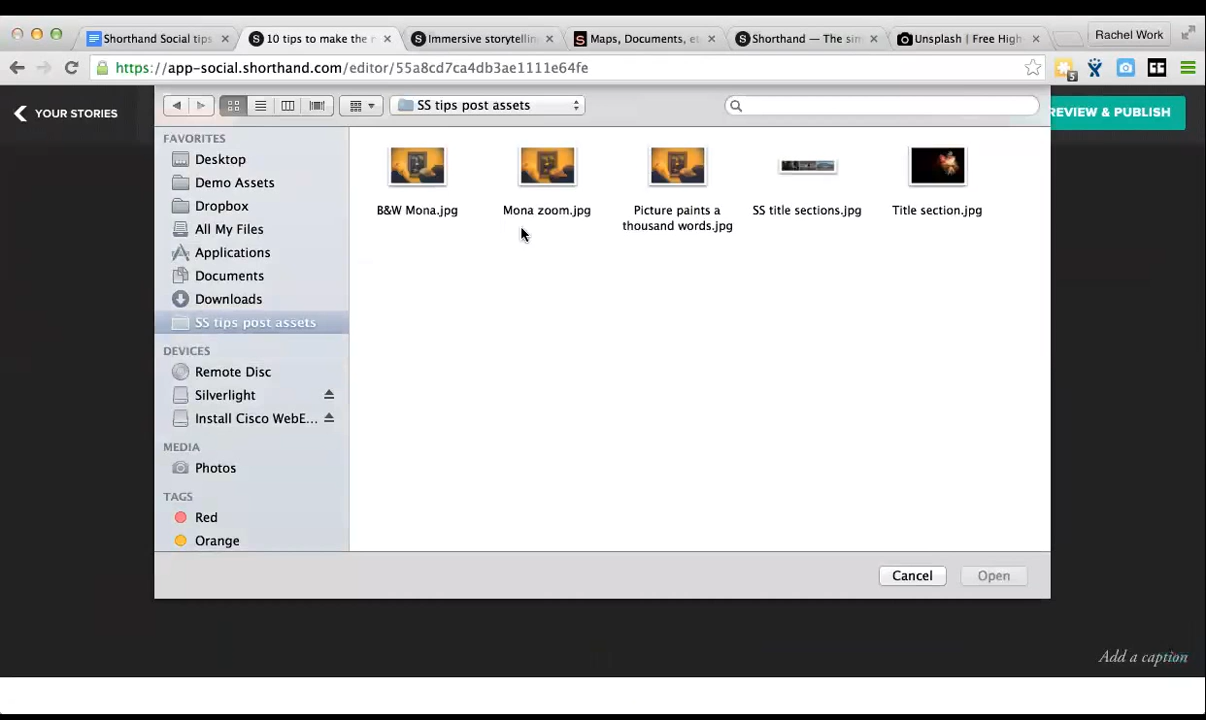 Shorthand Social tips
10 tips to make the n
Immersive storytellin
Maps, Documents, et
Shorthand — The sim
Unsplash | Free High
Rachel Work
https://app-social.shorthand.com/editor/55a8cd7ca4db3ae1111e64fe
5
YOUR STORIES
SS tips post assets
REVIEW & PUBLISH
FAVORITES
Desktop
Demo Assets
Dropbox
All My Files
Applications
Documents
Downloads
SS tips post assets
DEVICES
Remote Disc
Silverlight
Install Cisco WebE...
MEDIA
Photos
TAGS
Red
Orange
B&W Mona.jpg
Mona zoom.jpg
Picture paints a
thousand words.jpg
SS title sections.jpg
Title section.jpg
Cancel
Open
Add a caption